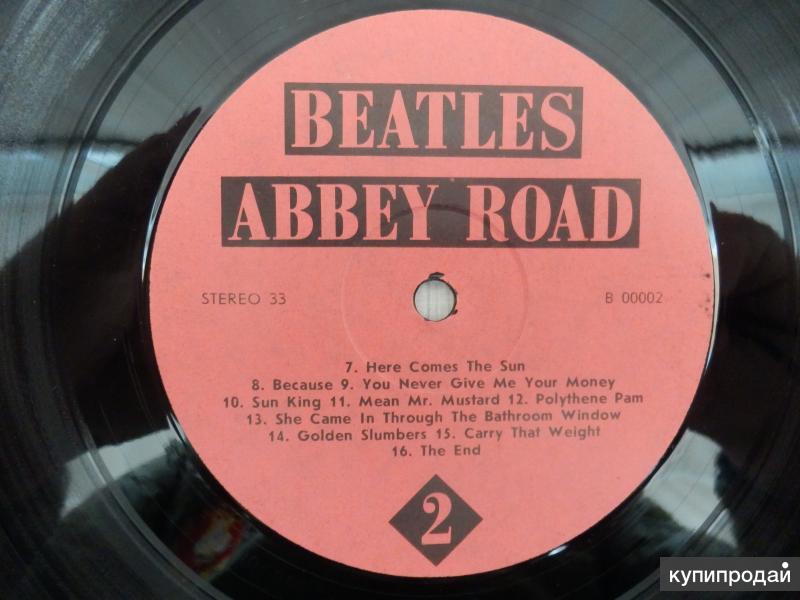 BEATLES
ABBEY ROAD
STEREO 33
B 00002
7. Here Comes The Sun
8. Because 9. You Never Give Me Your Money
10. Sun King 11. Mean Mr. Mustard 12. Polythene Pam
13. She Came In Through The Bathroom Window
14. Golden Slumbers 15. Carry That Weight
16. The End
2
купипродай